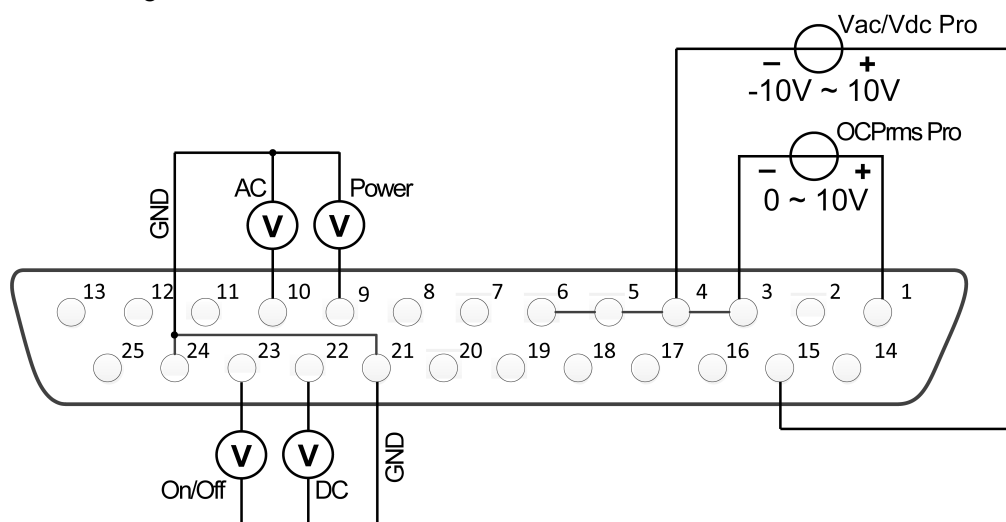 Vac/Vdc Pro
− +
-10V ~ 10V
OCPrms Pro
− +
0 ~ 10V
AC
Power
GND
V
V
13 12 11 10 9 8 7 6 5 4 3 2 1
25 24 23 22 21 20 19 18 17 16 15 14
V
V
GND
On/Off
DC